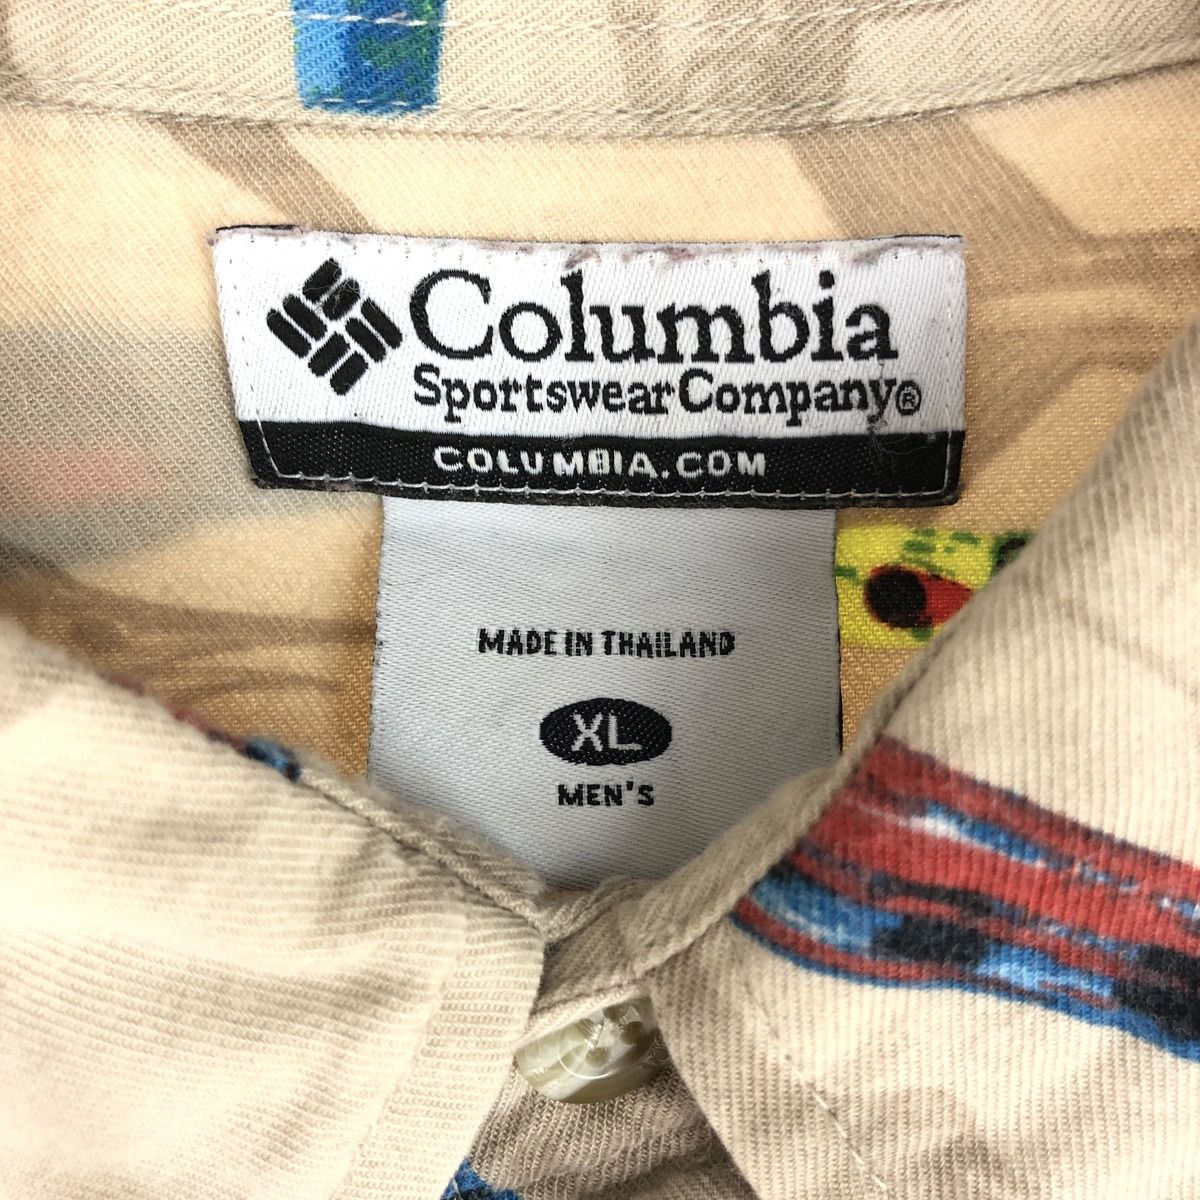 Columbia
Sportswear Company®
COLUMBIA.COM
MADE IN THAILAND
XL
MEN'S